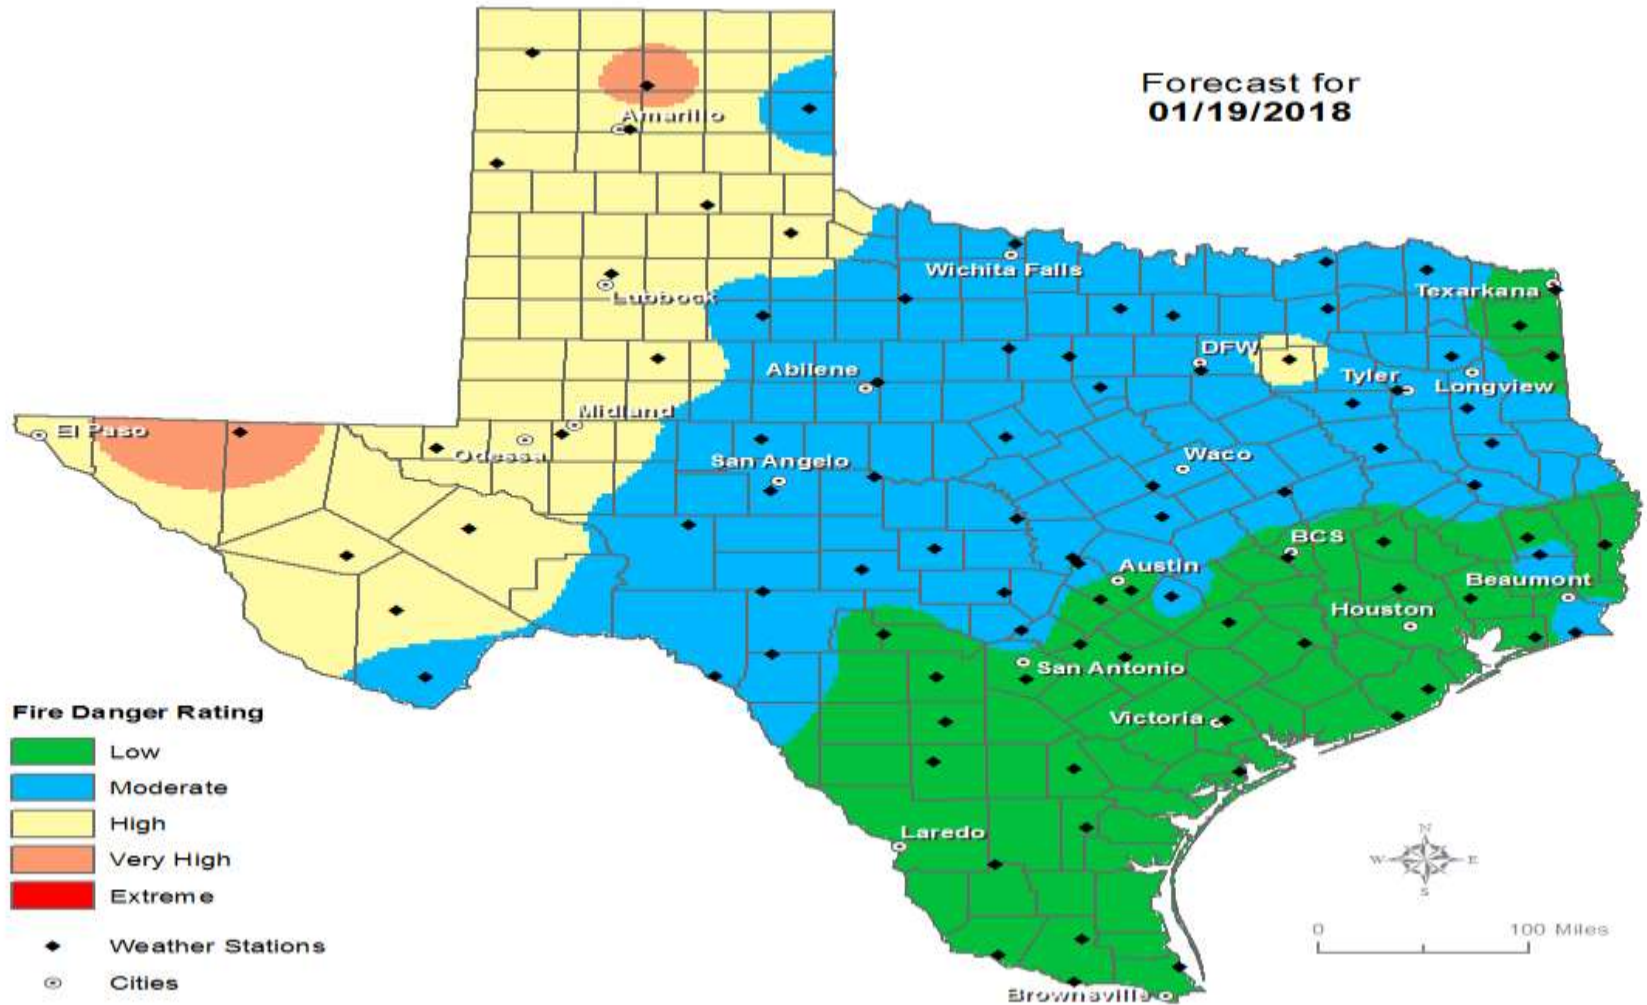 Forecast for
01/19/2018
Amarillo
Wichita Falls
Lubbock
Texarkana
DFW
Abilene
Tyler
Longview
Midland
El Paso
Odessa
San Angelo
Waco
BCS
Austin
Beaumont
Houston
San Antonio
Victoria
Laredo
Brownsville
Fire Danger Rating
Low
Moderate
High
Very High
Extreme
Weather Stations
Cities
N
W E
S
0 100 Miles